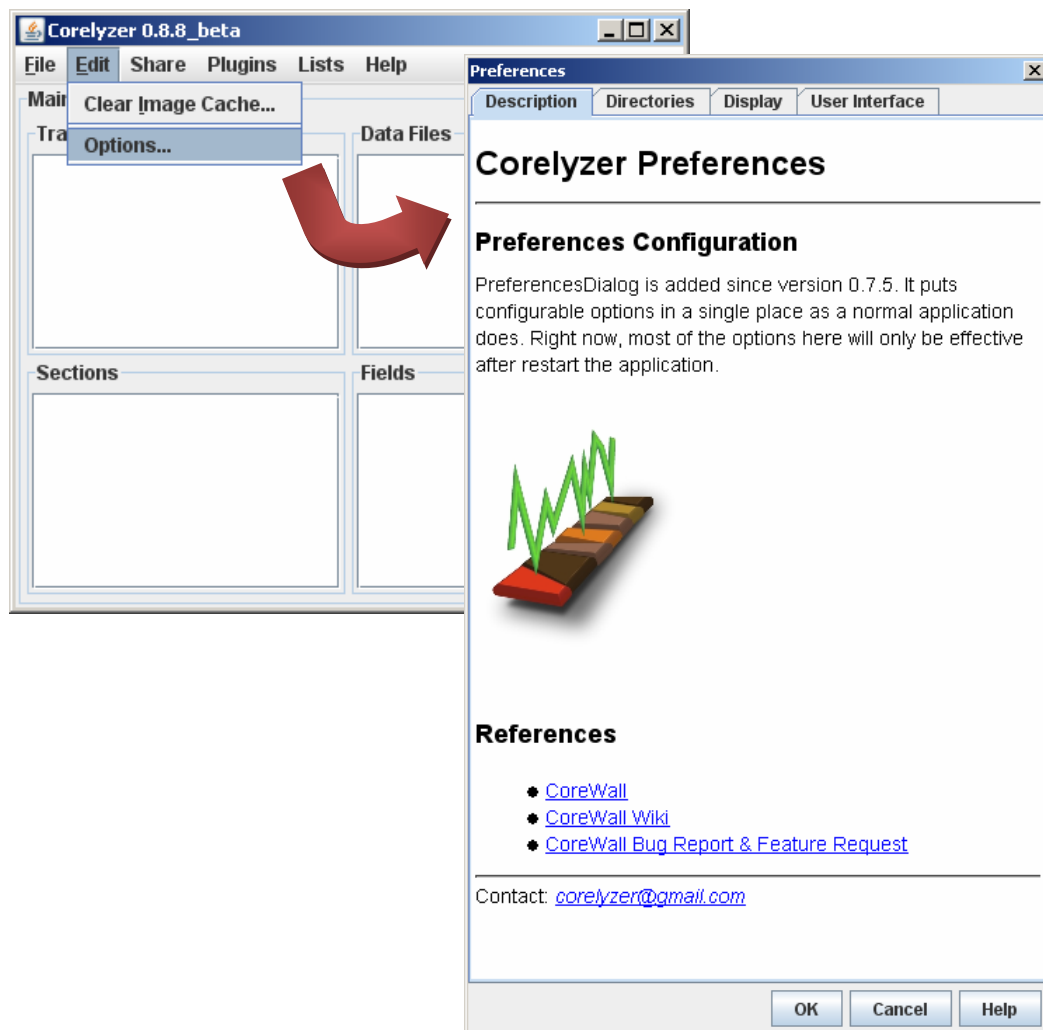 Corelyzer 0.8.8_beta
File Edit Share Plugins Lists Help
Clear Image Cache...
Options...
Main
Tra
Data Files
Sections
Fields
Preferences
Description Directories Display User Interface
Corelyzer Preferences
Preferences Configuration
PreferencesDialog is added since version 0.7.5. It puts
configurable options in a single place as a normal application
does. Right now, most of the options here will only be effective
after restart the application.
References
CoreWall
CoreWall Wiki
CoreWall Bug Report & Feature Request
Contact: corelyzer@gmail.com
OK Cancel Help